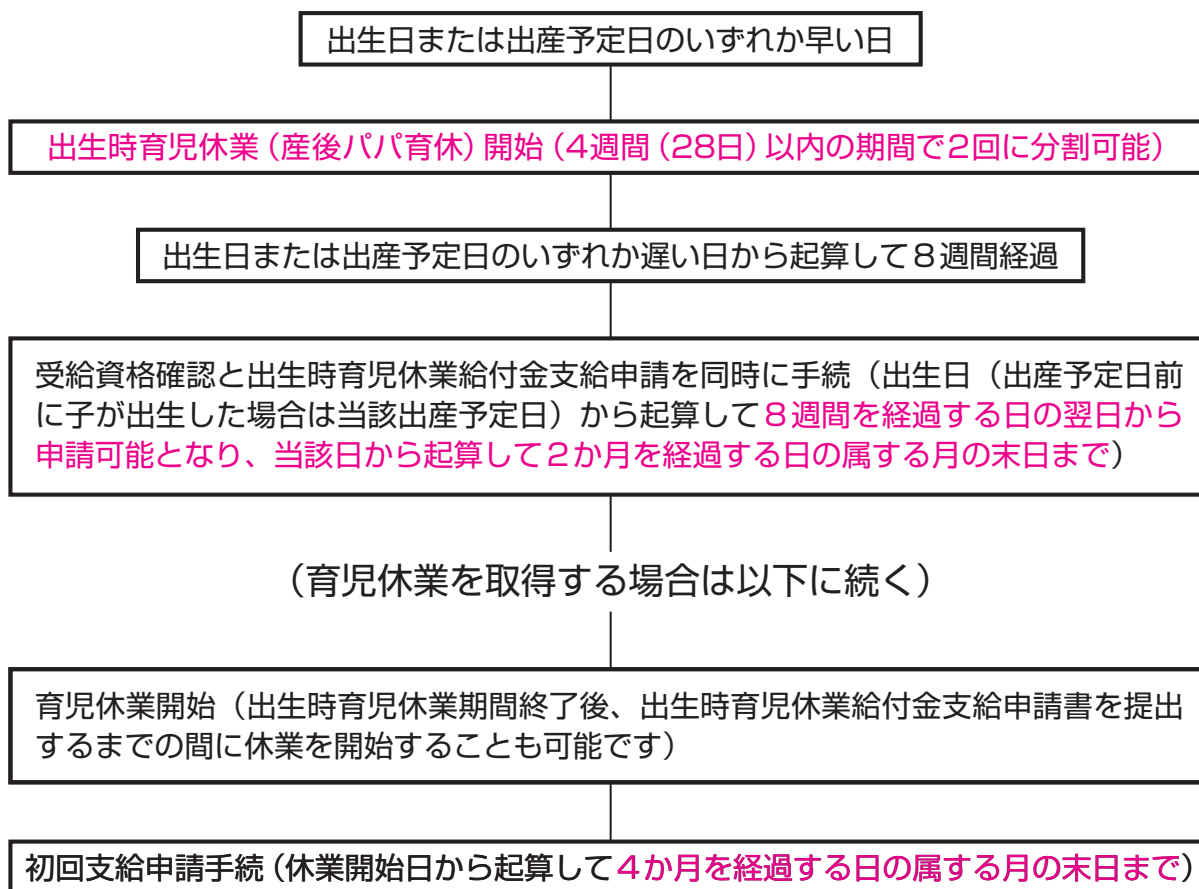 出生日または出産予定日のいずれか早い日
出生時育児休業（産後パパ育休）開始（4週間（28日）以内の期間で2回に分割可能）
出生日または出産予定日のいずれか遅い日から起算して８週間経過
受給資格確認と出生時育児休業給付金支給申請を同時に手続（出生日（出産予定日前
に子が出生した場合は当該出産予定日）から起算して８週間を経過する日の翌日から
申請可能となり、当該日から起算して２か月を経過する日の属する月の末日まで）
（育児休業を取得する場合は以下に続く）
育児休業開始（出生時育児休業期間終了後、出生時育児休業給付金支給申請書を提出
するまでの間に休業を開始することも可能です）
初回支給申請手続（休業開始日から起算して４か月を経過する日の属する月の末日まで）